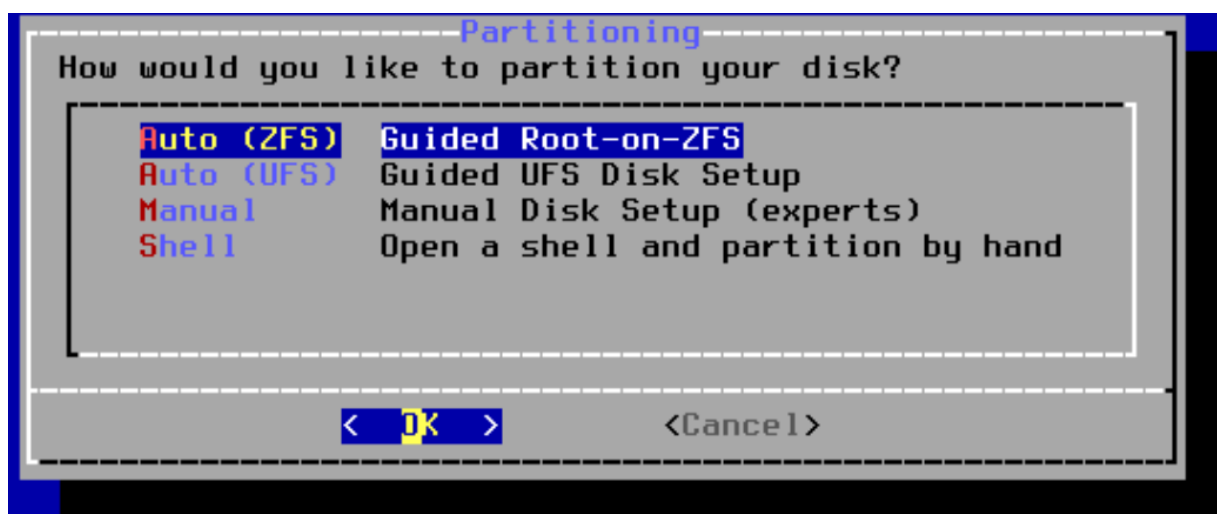 Partitioning
How would you like to partition your disk?
Auto (ZFS) Guided Root-on-ZFS
Auto (UFS) Guided UFS Disk Setup
Manual Manual Disk Setup (experts)
Shell Open a shell and partition by hand
< OK > <Cancel>